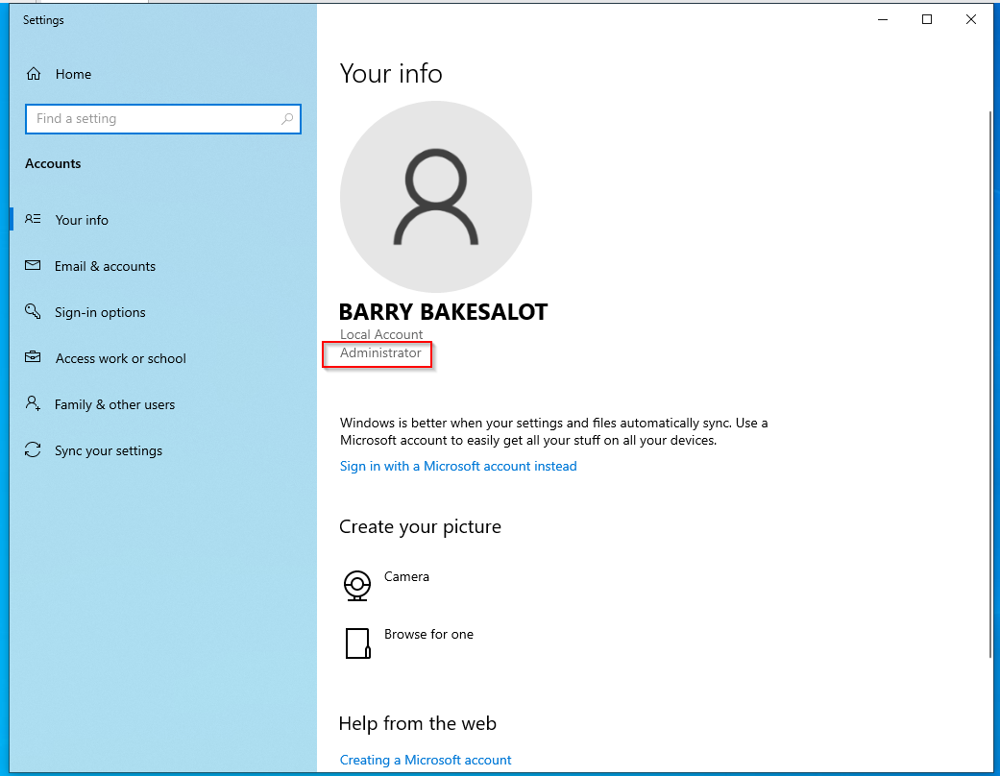 Settings
Home
Find a setting
Accounts
Your info
Email & accounts
Sign-in options
Access work or school
Family & other users
Sync your settings
Your info
BARRY BAKESALOT
Local Account
Administrator
Windows is better when your settings and files automatically sync. Use a
Microsoft account to easily get all your stuff on all your devices.
Sign in with a Microsoft account instead
Create your picture
Camera
Browse for one
Help from the web
Creating a Microsoft account